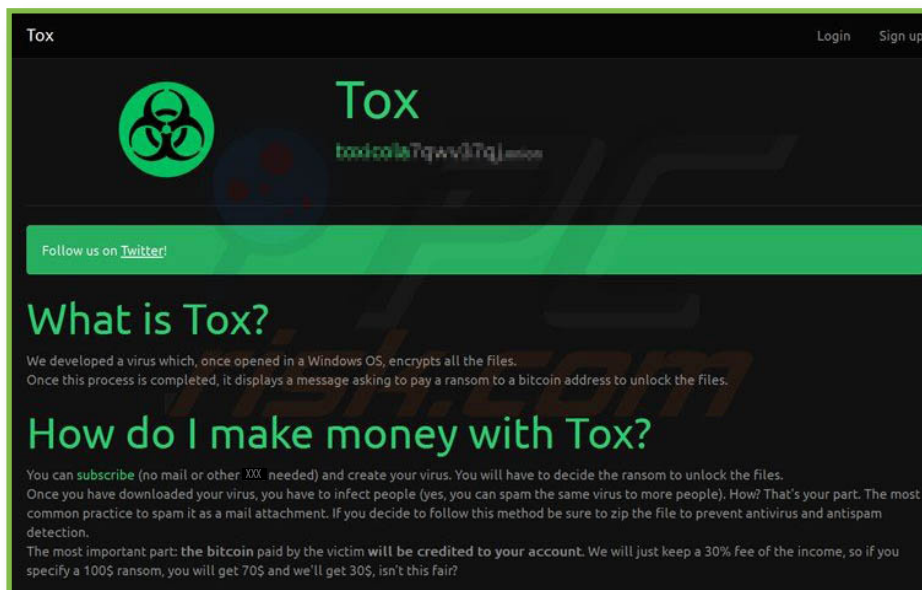 Tox
Login Sign up
Tox
Follow us on Twitter!
What is Tox?
We developed a virus which, once opened in a Windows OS, encrypts all the files.
Once this process is completed, it displays a message asking to pay a ransom to a bitcoin address to unlock the files.
How do I make money with Tox?
You can subscribe (no mail or other XXX needed) and create your virus. You will have to decide the ransom to unlock the files.
Once you have downloaded your virus, you have to infect people (yes, you can spam the same virus to more people). How? That's your part. The most
common practice to spam it as a mail attachment. If you decide to follow this method be sure to zip the file to prevent antivirus and antispam
detection.
The most important part: the bitcoin paid by the victim will be credited to your account. We will just keep a 30% fee of the income, so if you
specify a 100$ ransom, you will get 70$ and we'll get 30$, isn't this fair?
PC
risk.com